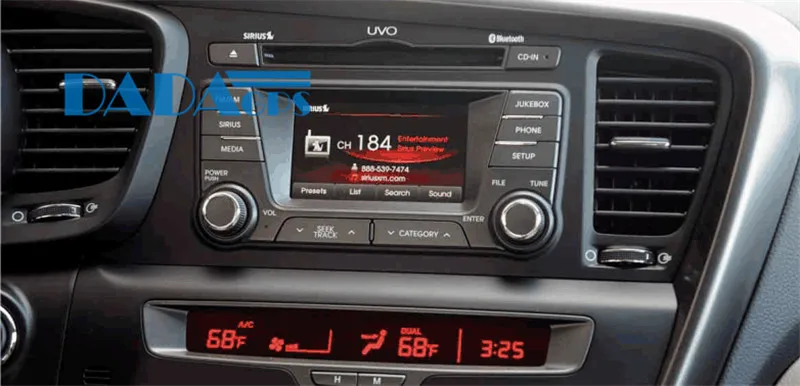 SIRIUS
UVO
Bluetooth
CD-IN
DADA
SIRIUS
MEDIA
POWER
PUSH
VOL
SIRIUS
CH 184
Entertainment
Sirius Preview
888-539-7474
siriusxm.com
Presets List Search Sound
JUKEBOX
PHONE
SETUP
FILE TUNE
ENTER
SEEK
TRACK
CATEGORY
A/C
68°F
DUAL
68°F
3:25
H M